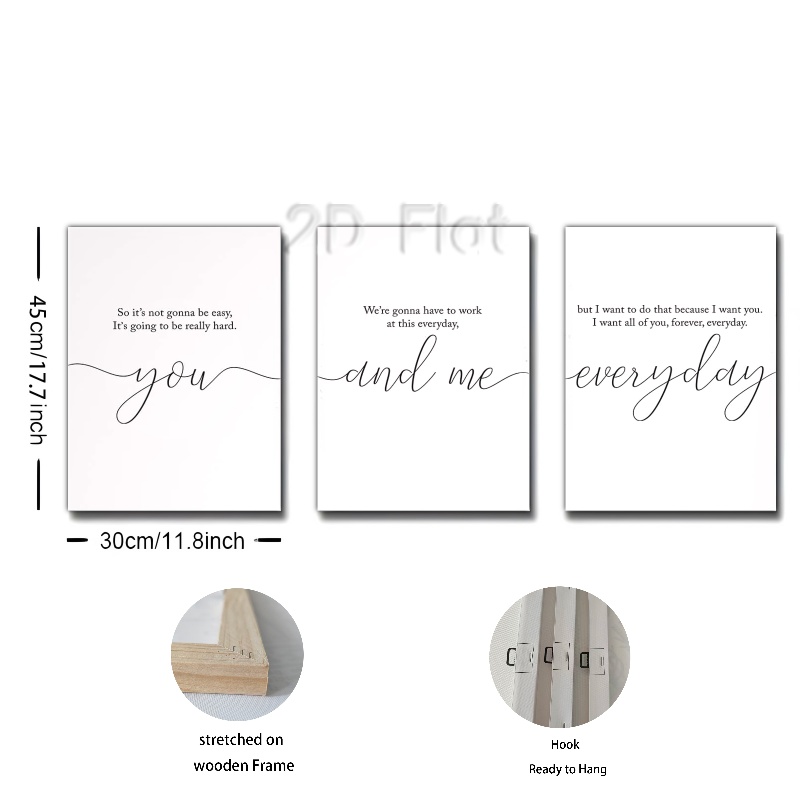 2D Flat
So it's not gonna be easy,
It's going to be really hard.
you
We're gonna have to work
at this everyday,
and me
but I want to do that because I want you.
I want all of you, forever, everyday.
everyday
45cm/17.7inch
30cm/11.8inch
stretched on
wooden Frame
Hook
Ready to Hang